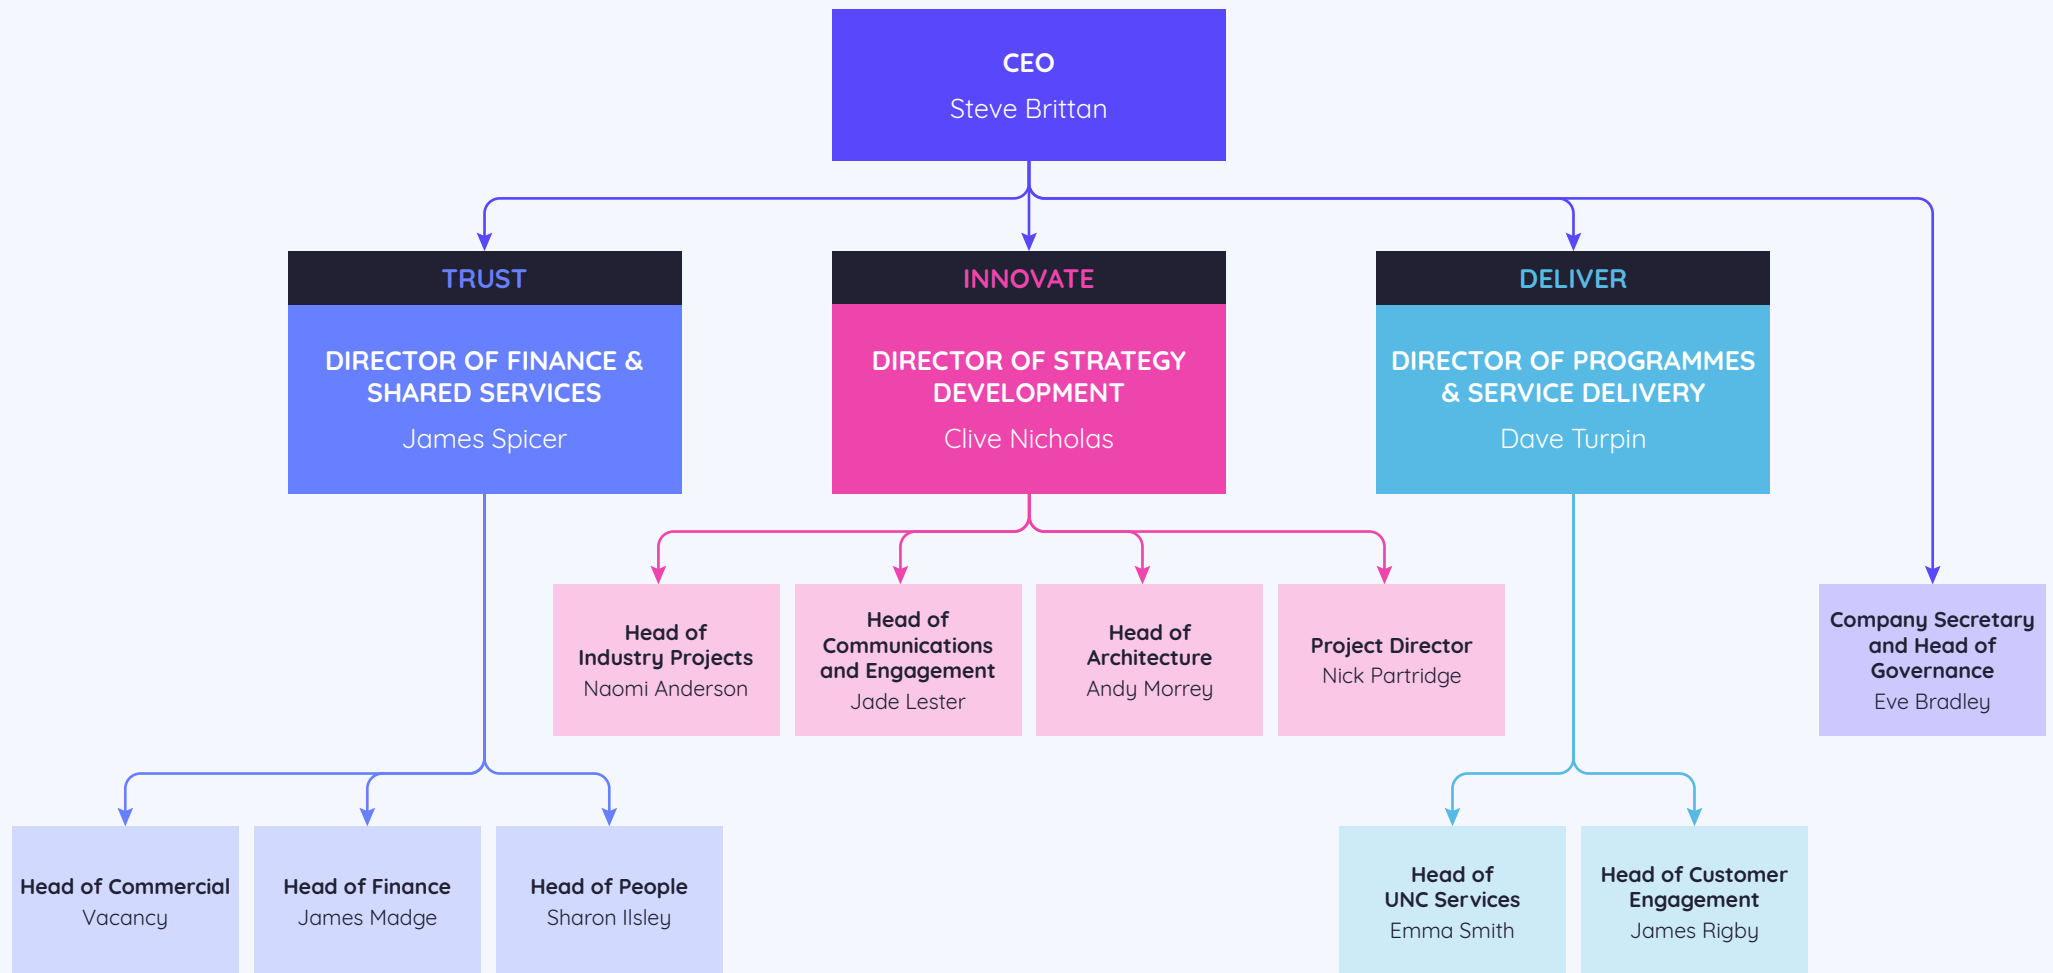 CEO
Steve Brittan
TRUST
DIRECTOR OF FINANCE &
SHARED SERVICES
James Spicer
INNOVATE
DIRECTOR OF STRATEGY
DEVELOPMENT
Clive Nicholas
DELIVER
DIRECTOR OF PROGRAMMES
& SERVICE DELIVERY
Dave Turpin
Head of
Industry Projects
Naomi Anderson
Head of
Communications
and Engagement
Jade Lester
Head of
Architecture
Andy Morrey
Project Director
Nick Partridge
Company Secretary
and Head of
Governance
Eve Bradley
Head of Commercial
Vacancy
Head of Finance
James Madge
Head of People
Sharon Ilsley
Head of
UNC Services
Emma Smith
Head of Customer
Engagement
James Rigby